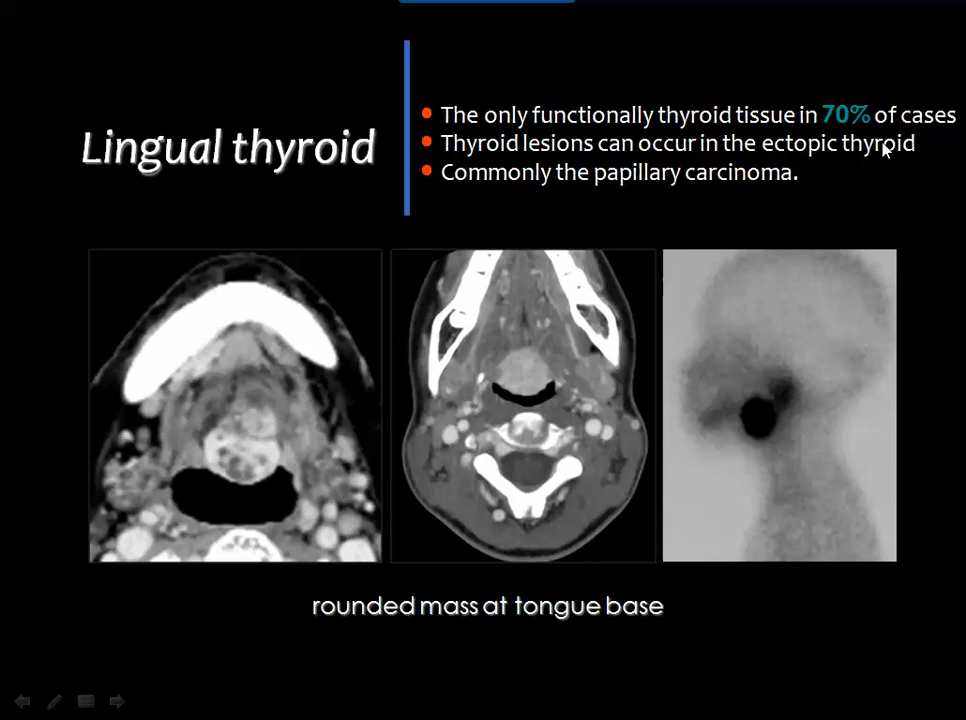 Lingual thyroid
The only functionally thyroid tissue in 70% of cases
Thyroid lesions can occur in the ectopic thyroid
Commonly the papillary carcinoma.
rounded mass at tongue base